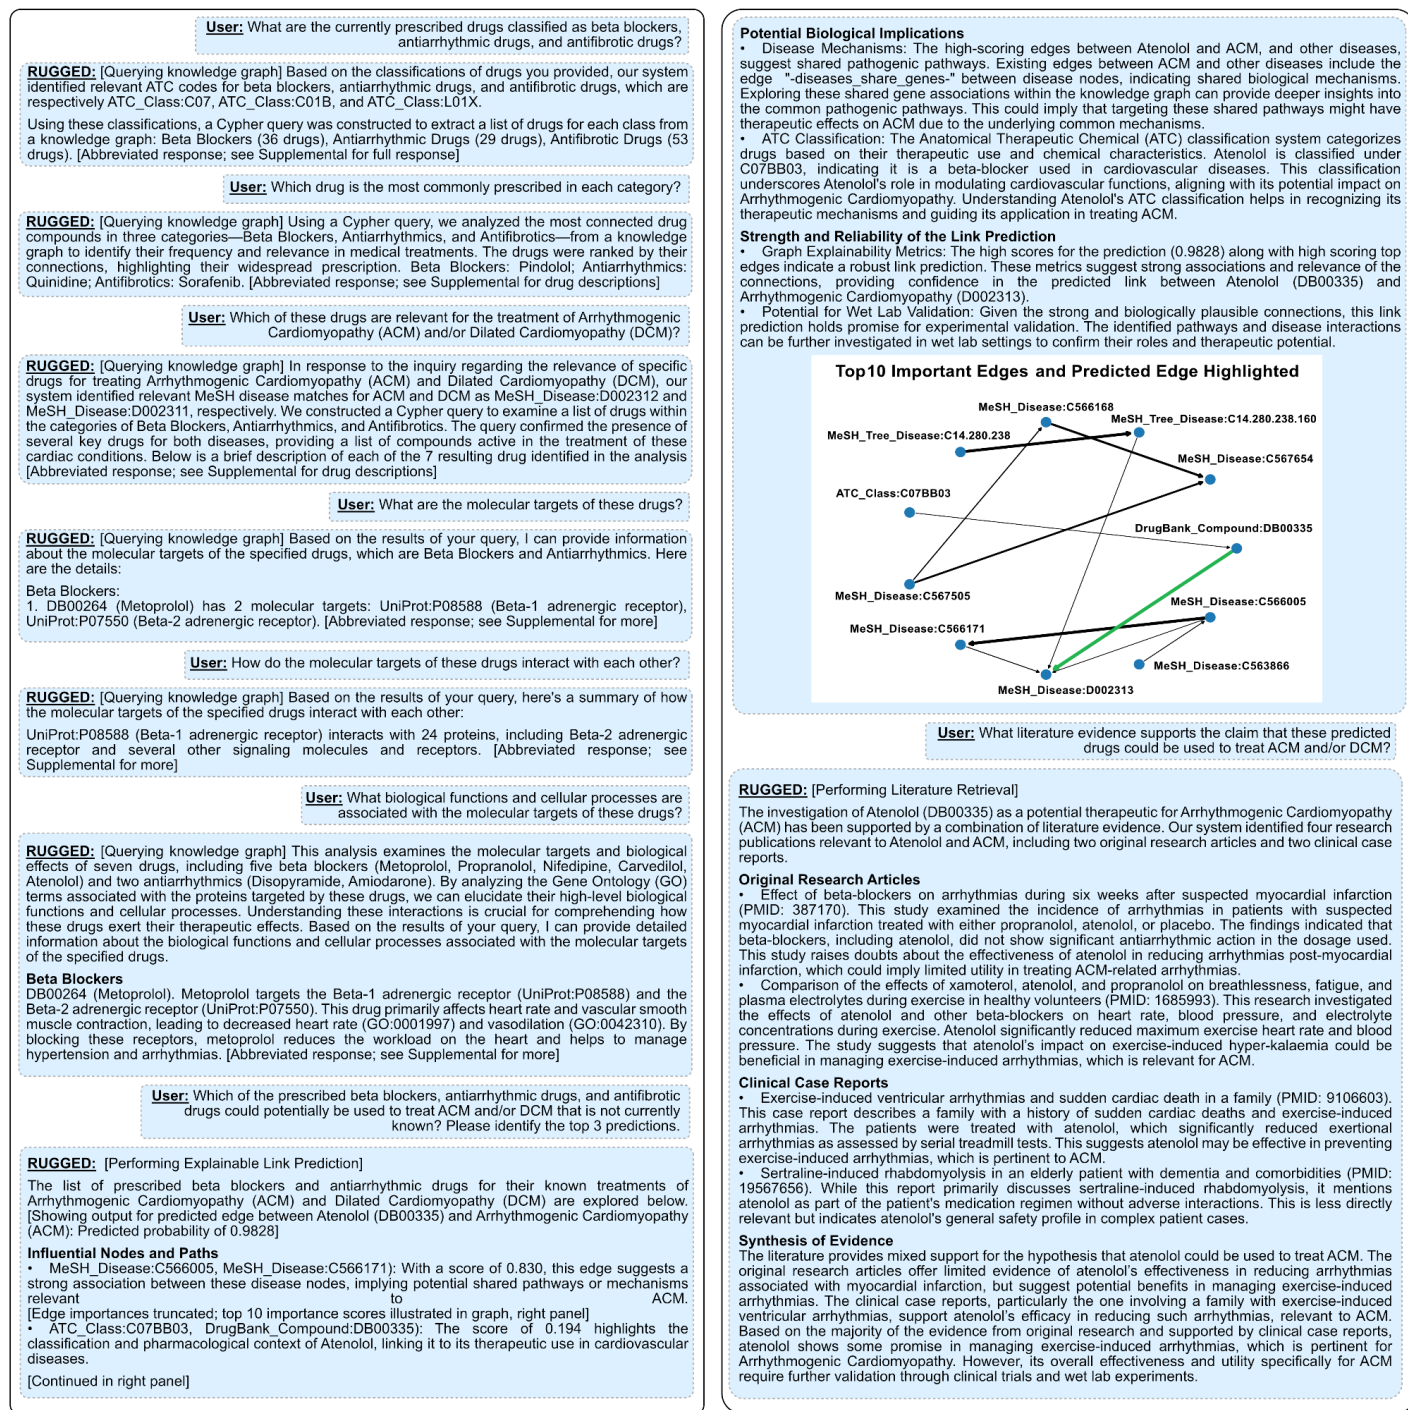 User: What are the currently prescribed drugs classified as beta blockers,
antiarrhythmic drugs, and antifibrotic drugs?
RUGGED: [Querying knowledge graph] Based on the classifications of drugs you provided, our system
identified relevant ATC codes for beta blockers, antiarrhythmic drugs, and antifibrotic drugs, which are
respectively ATC_Class:C07, ATC_Class:C01B, and ATC_Class:L01X.
Using these classifications, a Cypher query was constructed to extract a list of drugs for each class from
a knowledge graph: Beta Blockers (36 drugs), Antiarrhythmic Drugs (29 drugs), Antifibrotic Drugs (53
drugs). [Abbreviated response; see Supplemental for full response]
User: Which drug is the most commonly prescribed in each category?
RUGGED: [Querying knowledge graph] Using a Cypher query, we analyzed the most connected drug
compounds in three categories—Beta Blockers, Antiarrhythmics, and Antifibrotics—from a knowledge
graph to identify their frequency and relevance in medical treatments. The drugs were ranked by their
connections, highlighting their widespread prescription. Beta Blockers: Pindolol; Antiarrhythmics:
Quinidine; Antifibrotics: Sorafenib. [Abbreviated response; see Supplemental for drug descriptions]
User: Which of these drugs are relevant for the treatment of Arrhythmogenic
Cardiomyopathy (ACM) and/or Dilated Cardiomyopathy (DCM)?
RUGGED: [Querying knowledge graph] In response to the inquiry regarding the relevance of specific
drugs for treating Arrhythmogenic Cardiomyopathy (ACM) and Dilated Cardiomyopathy (DCM), our
system identified relevant MeSH disease matches for ACM and DCM as MeSH_Disease:D002312 and
MeSH_Disease:D002311, respectively. We constructed a Cypher query to examine a list of drugs within
the categories of Beta Blockers, Antiarrhythmics, and Antifibrotics. The query confirmed the presence of
several key drugs for both diseases, providing a list of compounds active in the treatment of these
cardiac conditions. Below is a brief description of each of the 7 resulting drug identified in the analysis
[Abbreviated response; see Supplemental for drug descriptions]
User: What are the molecular targets of these drugs?
RUGGED: [Querying knowledge graph] Based on the results of your query, I can provide information
about the molecular targets of the specified drugs, which are Beta Blockers and Antiarrhythmics. Here
are the details:
Beta Blockers:
1. DB00264 (Metoprolol) has 2 molecular targets: UniProt:P08588 (Beta-1 adrenergic receptor),
UniProt:P07550 (Beta-2 adrenergic receptor). [Abbreviated response; see Supplemental for more]
User: How do the molecular targets of these drugs interact with each other?
RUGGED: [Querying knowledge graph] Based on the results of your query, here's a summary of how
the molecular targets of the specified drugs interact with each other:
UniProt:P08588 (Beta-1 adrenergic receptor) interacts with 24 proteins, including Beta-2 adrenergic
receptor and several other signaling molecules and receptors. [Abbreviated response; see
Supplemental for more]
User: What biological functions and cellular processes are
associated with the molecular targets of these drugs?
RUGGED: [Querying knowledge graph] This analysis examines the molecular targets and biological
effects of seven drugs, including five beta blockers (Metoprolol, Propranolol, Nifedipine, Carvedilol,
Atenolol) and two antiarrhythmics (Disopyramide, Amiodarone). By analyzing the Gene Ontology (GO)
terms associated with the proteins targeted by these drugs, we can elucidate their high-level biological
functions and cellular processes. Understanding these interactions is crucial for comprehending how
these drugs exert their therapeutic effects. Based on the results of your query, I can provide detailed
information about the biological functions and cellular processes associated with the molecular targets
of the specified drugs.
Beta Blockers
DB00264 (Metoprolol). Metoprolol targets the Beta-1 adrenergic receptor (UniProt:P08588) and the
Beta-2 adrenergic receptor (UniProt:P07550). This drug primarily affects heart rate and vascular smooth
muscle contraction, leading to decreased heart rate (GO:0001997) and vasodilation (GO:0042310). By
blocking these receptors, metoprolol reduces the workload on the heart and helps to manage
hypertension and arrhythmias. [Abbreviated response; see Supplemental for more]
User: Which of the prescribed beta blockers, antiarrhythmic drugs, and antifibrotic
drugs could potentially be used to treat ACM and/or DCM that is not currently
known? Please identify the top 3 predictions.
RUGGED: [Performing Explainable Link Prediction]
The list of prescribed beta blockers and antiarrhythmic drugs for their known treatments of
Arrhythmogenic Cardiomyopathy (ACM) and Dilated Cardiomyopathy (DCM) are explored below.
[Showing output for predicted edge between Atenolol (DB00335) and Arrhythmogenic Cardiomyopathy
(ACM): Predicted probability of 0.9828]
Influential Nodes and Paths
• MeSH_Disease:C566005, MeSH_Disease:C566171): With a score of 0.830, this edge suggests a
strong association between these disease nodes, implying potential shared pathways or mechanisms
relevant to ACM.
[Edge importances truncated; top 10 importance scores illustrated in graph, right panel]
• ATC_Class:C07BB03, DrugBank_Compound:DB00335): The score of 0.194 highlights the
classification and pharmacological context of Atenolol, linking it to its therapeutic use in cardiovascular
diseases.
[Continued in right panel]
Potential Biological Implications
• Disease Mechanisms: The high-scoring edges between Atenolol and ACM, and other diseases,
suggest shared pathogenic pathways. Existing edges between ACM and other diseases include the
edge "-diseases_share_genes-" between disease nodes, indicating shared biological mechanisms.
Exploring these shared gene associations within the knowledge graph can provide deeper insights into
the common pathogenic pathways. This could imply that targeting these shared pathways might have
therapeutic effects on ACM due to the underlying common mechanisms.
• ATC Classification: The Anatomical Therapeutic Chemical (ATC) classification system categorizes
drugs based on their therapeutic use and chemical characteristics. Atenolol is classified under
C07BB03, indicating it is a beta-blocker used in cardiovascular diseases. This classification
underscores Atenolol's role in modulating cardiovascular functions, aligning with its potential impact on
Arrhythmogenic Cardiomyopathy. Understanding Atenolol's ATC classification helps in recognizing its
therapeutic mechanisms and guiding its application in treating ACM.
Strength and Reliability of the Link Prediction
• Graph Explainability Metrics: The high scores for the prediction (0.9828) along with high scoring top
edges indicate a robust link prediction. These metrics suggest strong associations and relevance of the
connections, providing confidence in the predicted link between Atenolol (DB00335) and
Arrhythmogenic Cardiomyopathy (D002313).
• Potential for Wet Lab Validation: Given the strong and biologically plausible connections, this link
prediction holds promise for experimental validation. The identified pathways and disease interactions
can be further investigated in wet lab settings to confirm their roles and therapeutic potential.
Top10 Important Edges and Predicted Edge Highlighted
MeSH_Disease:C566168
MeSH_Tree_Disease:C14.280.238.160
MeSH_Tree_Disease:C14.280.238
MeSH_Disease:C567654
ATC_Class:C07BB03
DrugBank_Compound:DB00335
MeSH_Disease:C567505
MeSH_Disease:C566005
MeSH_Disease:C566171
MeSH_Disease:C563866
MeSH_Disease:D002313
User: What literature evidence supports the claim that these predicted
drugs could be used to treat ACM and/or DCM?
RUGGED: [Performing Literature Retrieval]
The investigation of Atenolol (DB00335) as a potential therapeutic for Arrhythmogenic Cardiomyopathy
(ACM) has been supported by a combination of literature evidence. Our system identified four research
publications relevant to Atenolol and ACM, including two original research articles and two clinical case
reports.
Original Research Articles
• Effect of beta-blockers on arrhythmias during six weeks after suspected myocardial infarction
(PMID: 387170). This study examined the incidence of arrhythmias in patients with suspected
myocardial infarction treated with either propranolol, atenolol, or placebo. The findings indicated that
beta-blockers, including atenolol, did not show significant antiarrhythmic action in the dosage used.
This study raises doubts about the effectiveness of atenolol in reducing arrhythmias post-myocardial
infarction, which could imply limited utility in treating ACM-related arrhythmias.
• Comparison of the effects of xamoterol, atenolol, and propranolol on breathlessness, fatigue, and
plasma electrolytes during exercise in healthy volunteers (PMID: 1685993). This research investigated
the effects of atenolol and other beta-blockers on heart rate, blood pressure, and electrolyte
concentrations during exercise. Atenolol significantly reduced maximum exercise heart rate and blood
pressure. The study suggests that atenolol's impact on exercise-induced hyper-kalaemia could be
beneficial in managing exercise-induced arrhythmias, which is relevant for ACM.
Clinical Case Reports
• Exercise-induced ventricular arrhythmias and sudden cardiac death in a family (PMID: 9106603).
This case report describes a family with a history of sudden cardiac deaths and exercise-induced
arrhythmias. The patients were treated with atenolol, which significantly reduced exertional
arrhythmias as assessed by serial treadmill tests. This suggests atenolol may be effective in preventing
exercise-induced arrhythmias, which is pertinent to ACM.
• Sertraline-induced rhabdomyolysis in an elderly patient with dementia and comorbidities (PMID:
19567656). While this report primarily discusses sertraline-induced rhabdomyolysis, it mentions
atenolol as part of the patient's medication regimen without adverse interactions. This is less directly
relevant but indicates atenolol's general safety profile in complex patient cases.
Synthesis of Evidence
The literature provides mixed support for the hypothesis that atenolol could be used to treat ACM. The
original research articles offer limited evidence of atenolol's effectiveness in reducing arrhythmias
associated with myocardial infarction, but suggest potential benefits in managing exercise-induced
arrhythmias. The clinical case reports, particularly the one involving a family with exercise-induced
ventricular arrhythmias, support atenolol's efficacy in reducing such arrhythmias, relevant to ACM.
Based on the majority of the evidence from original research and supported by clinical case reports,
atenolol shows some promise in managing exercise-induced arrhythmias, which is pertinent for
Arrhythmogenic Cardiomyopathy. However, its overall effectiveness and utility specifically for ACM
require further validation through clinical trials and wet lab experiments.